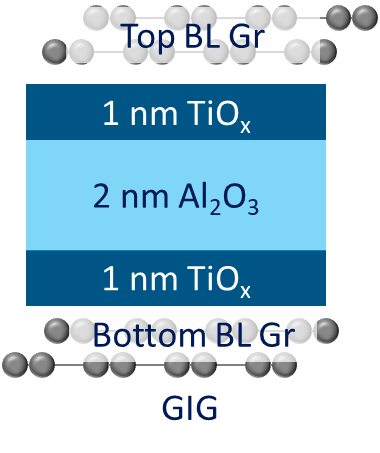 Top BL Gr
1 nm TiOₓ
2 nm Al₂O₃
1 nm TiOₓ
Bottom BL Gr
GIG